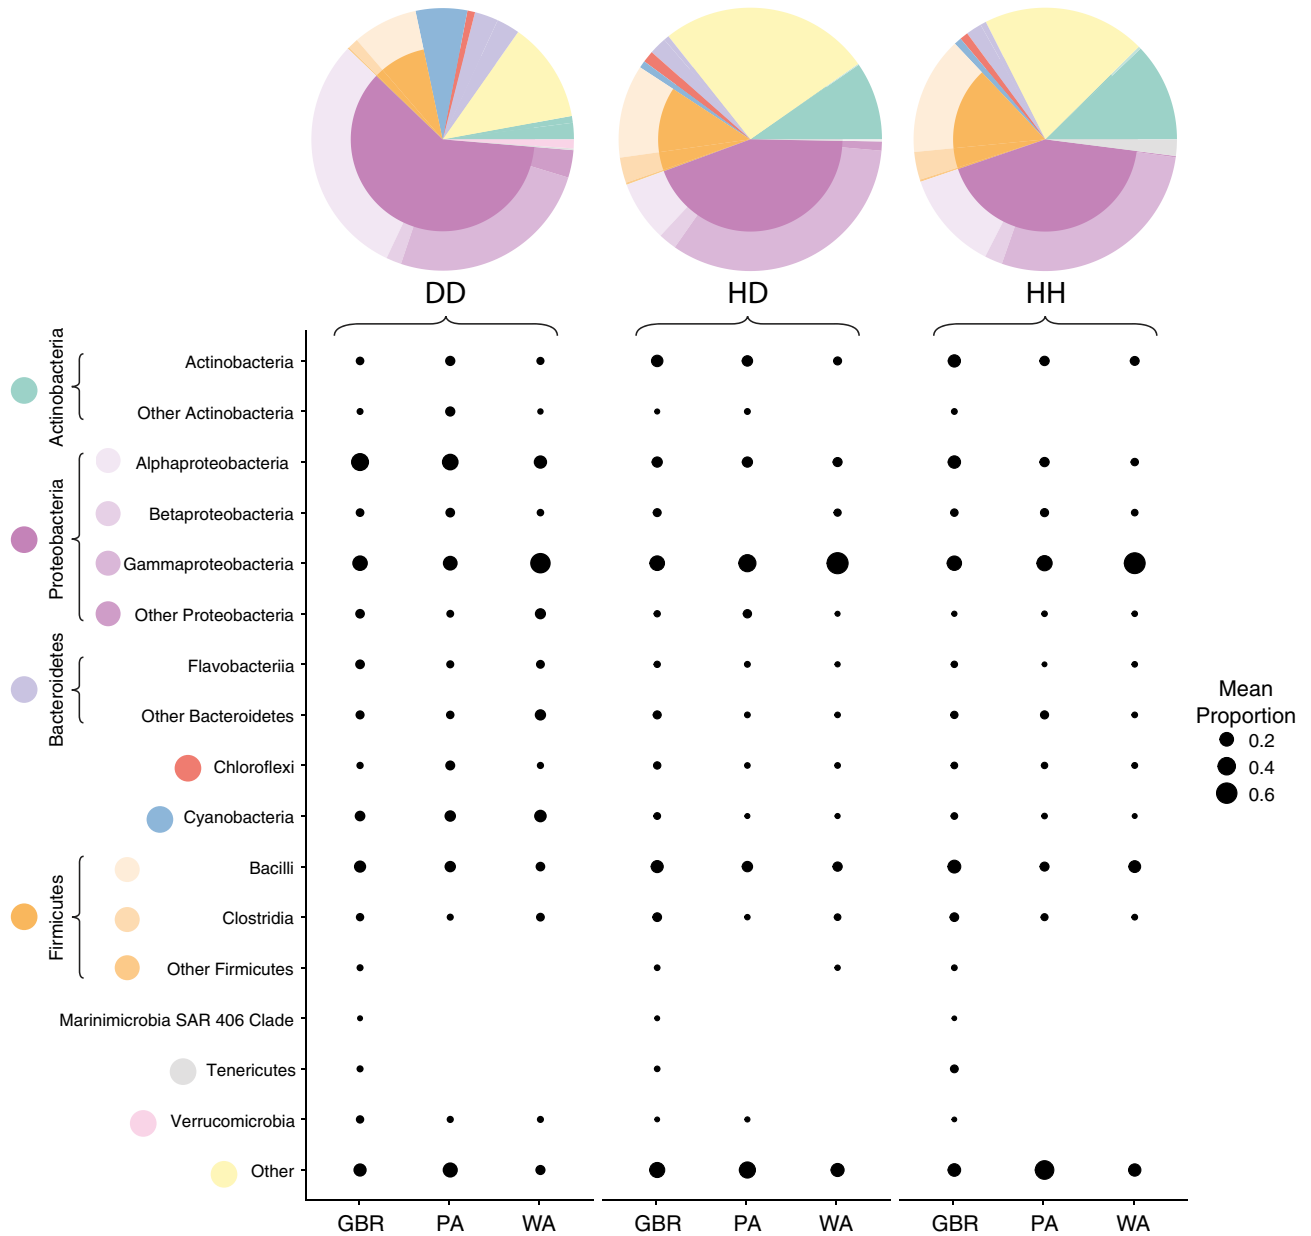 DD HD HH
Actinobacteria
Actinobacteria
Other Actinobacteria
Proteobacteria
Alphaproteobacteria
Betaproteobacteria
Gammaproteobacteria
Other Proteobacteria
Bacteroidetes
Flavobacteriia
Other Bacteroidetes
Chloroflexi
Cyanobacteria
Firmicutes
Bacilli
Clostridia
Other Firmicutes
Marinimicrobia SAR 406 Clade
Tenericutes
Verrucomicrobia
Other
GBR PA WA GBR PA WA GBR PA WA
Mean
Proportion
0.2
0.4
0.6